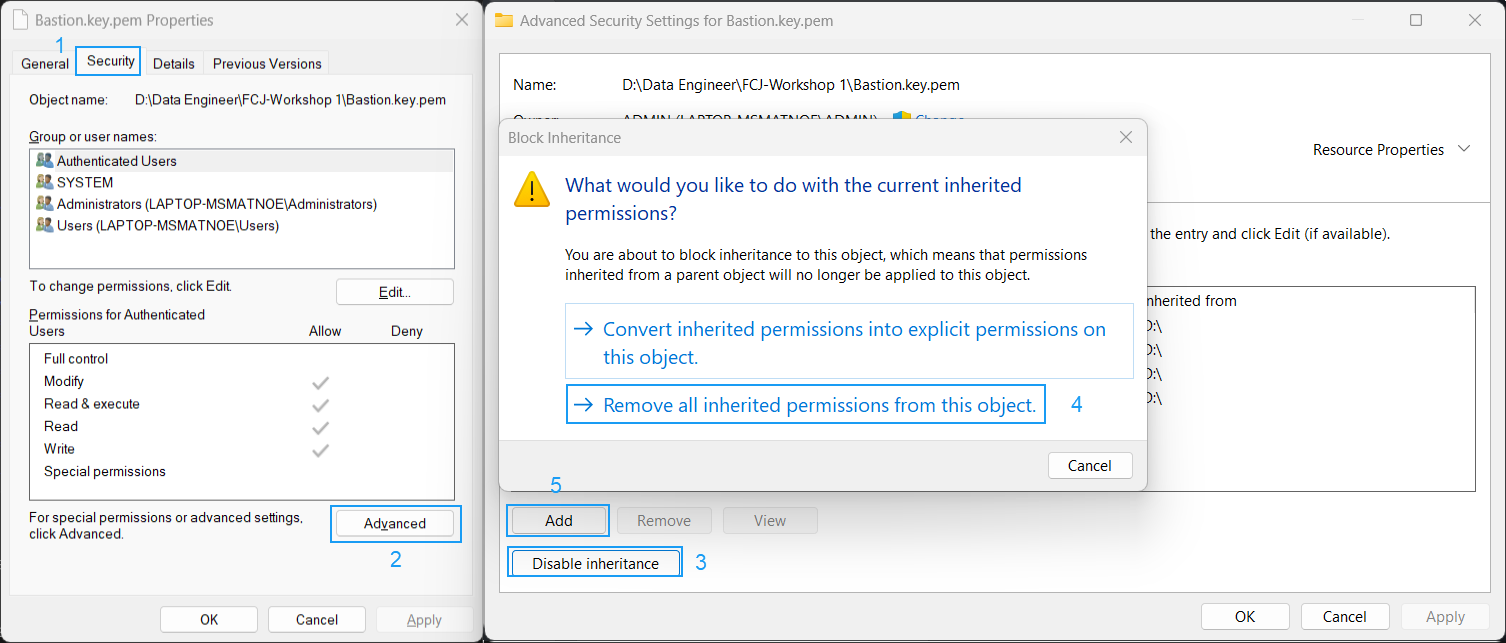 Bastion.key.pem Properties
1
General Security Details Previous Versions
Object name: D:\Data Engineer\FCJ-Workshop 1\Bastion.key.pem
Group or user names:
Authenticated Users
SYSTEM
Administrators (LAPTOP-MSMATNOE\Administrators)
Users (LAPTOP-MSMATNOE\Users)
To change permissions, click Edit.
Edit...
Permissions for Authenticated
Users Allow Deny
Full control
Modify
Read & execute
Read
Write
Special permissions
For special permissions or advanced settings,
click Advanced.
Advanced
2
OK Cancel Apply
Advanced Security Settings for Bastion.key.pem
Name: D:\Data Engineer\FCJ-Workshop 1\Bastion.key.pem
Owner: ADMIN (LAPTOP-MSMATNOE\ADMIN) Change
Resource Properties
Block Inheritance
What would you like to do with the current inherited
permissions?
You are about to block inheritance to this object, which means that permissions
inherited from a parent object will no longer be applied to this object.
Convert inherited permissions into explicit permissions on
this object.
Remove all inherited permissions from this object. 4
Cancel
the entry and click Edit (if available).
nherited from
D:\
D:\
D:\
D:\
5
Add Remove View
Disable inheritance 3
OK Cancel Apply